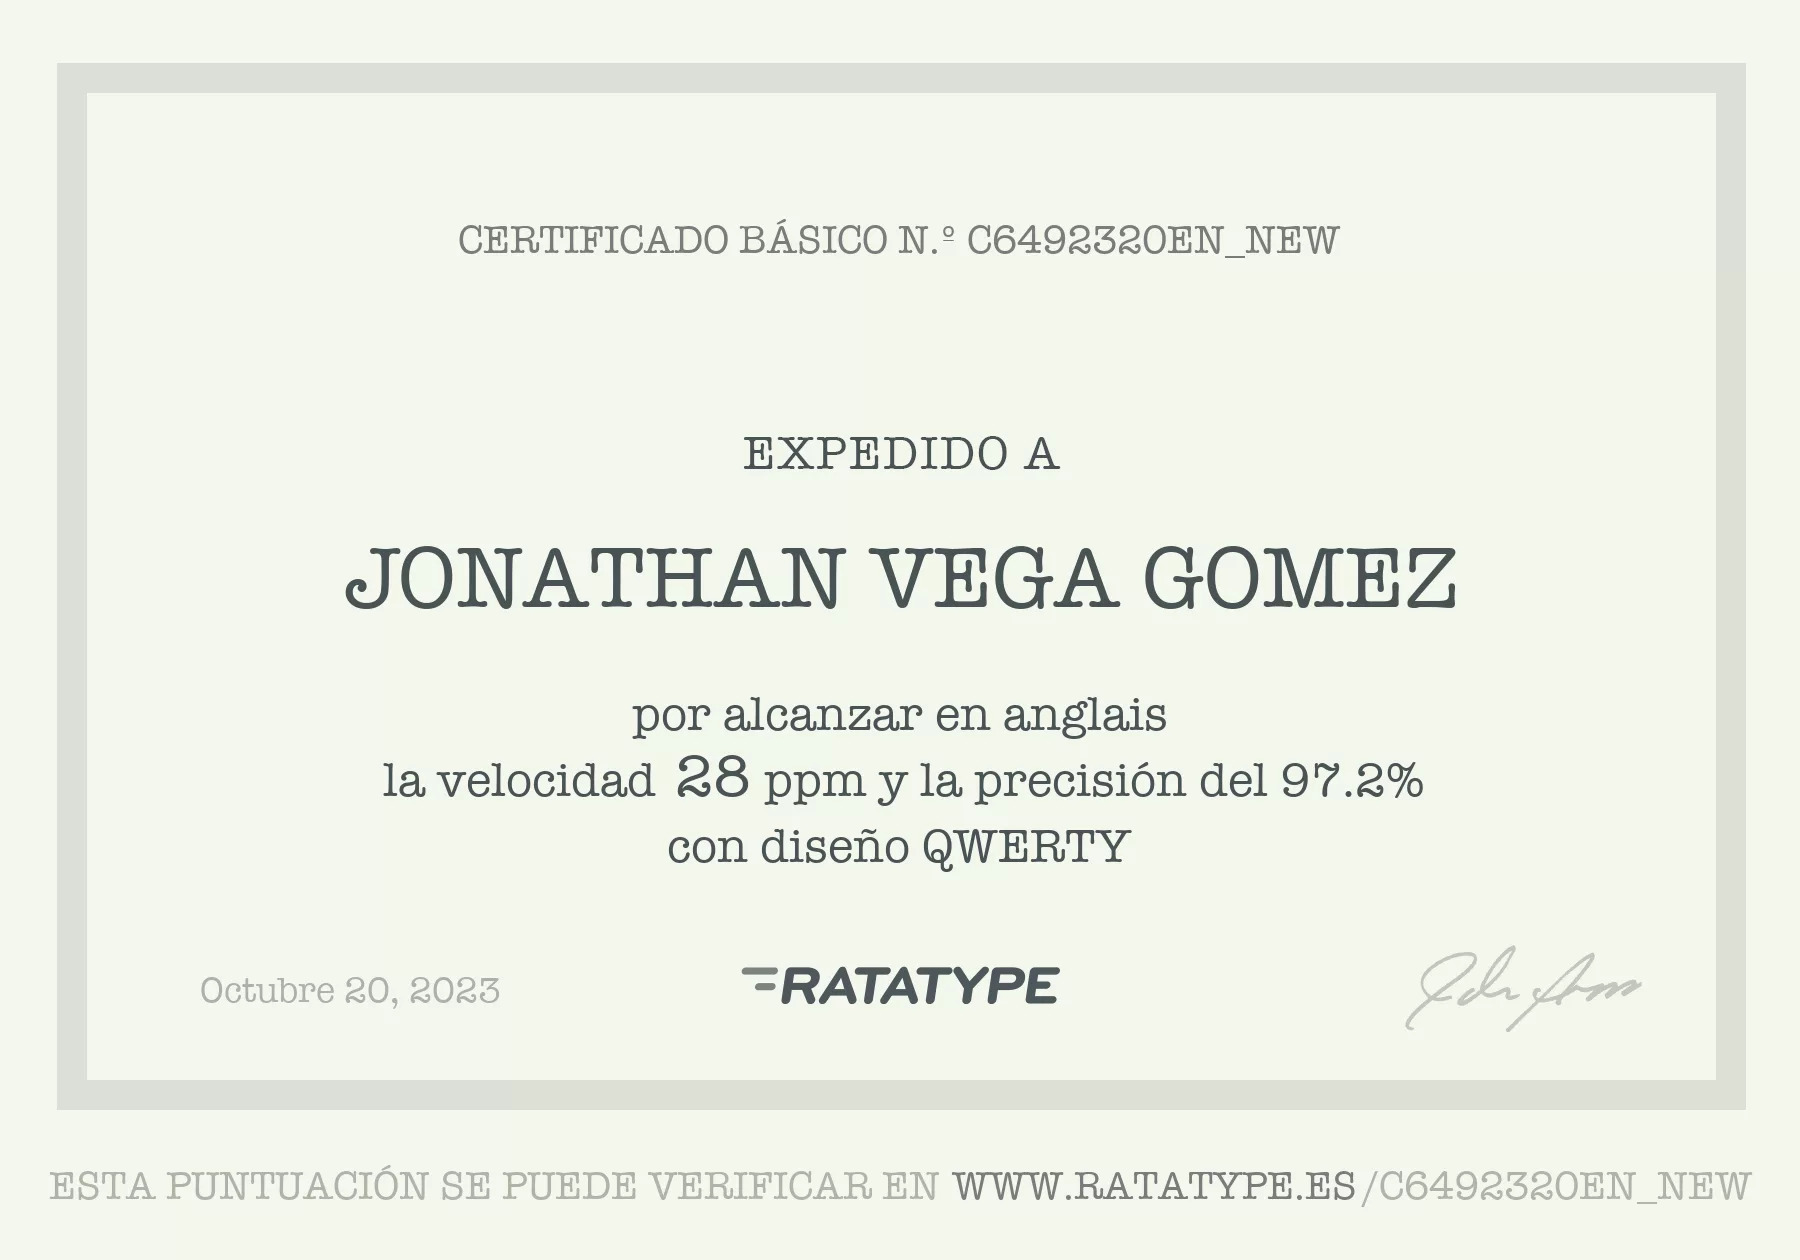 CERTIFICADO BÁSICO N.º C6492320EN_NEW
EXPEDIDO A
JONATHAN VEGA GOMEZ
por alcanzar en anglais
la velocidad 28 ppm y la precisión del 97.2%
con diseño QWERTY
Octubre 20, 2023
RATATYPE
ESTA PUNTUACIÓN SE PUEDE VERIFICAR EN WWW.RATATYPE.ES/C6492320EN_NEW